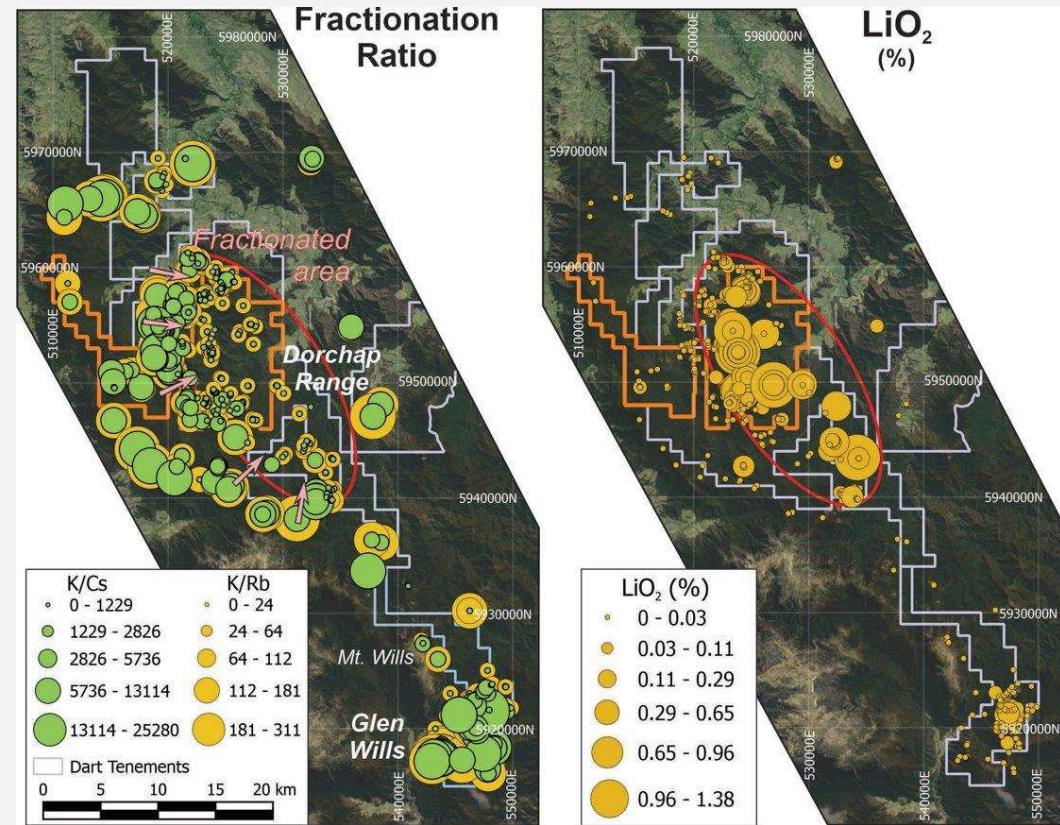 Fractionation
Ratio
520000E
5980000N
530000E
5970000N
Fractionated
area
5960000N
510000E
Dorchap
Range
5950000N
5940000N
5930000N
Mt. Wills
Glen
Wills
5920000N
540000E
550000E
K/Cs
K/Rb
0 - 1229
0 - 24
1229 - 2826
24 - 64
2826 - 5736
64 - 112
5736 - 13114
112 - 181
13114 - 25280
181 - 311
Dart Tenements
0 5 10 15 20 km
LiO₂
(%)
520000E
5980000N
5970000N
5960000N
510000E
5950000N
5940000N
530000E
5930000N
5920000N
540000E
550000E
LiO₂ (%)
0 - 0.03
0.03 - 0.11
0.11 - 0.29
0.29 - 0.65
0.65 - 0.96
0.96 - 1.38